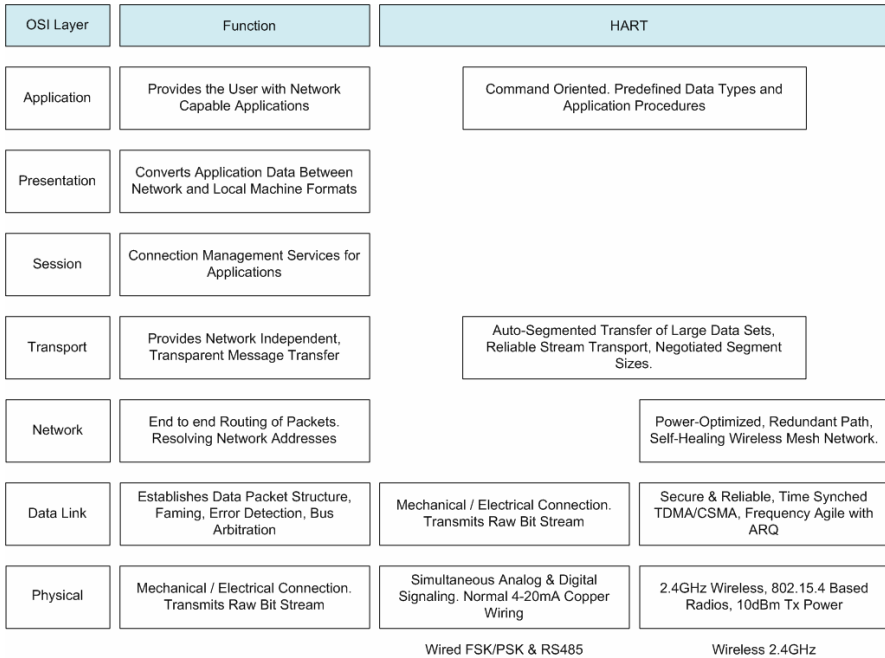 OSI Layer
Function
HART
Application
Provides the User with Network
Capable Applications
Command Oriented. Predefined Data Types and
Application Procedures
Presentation
Converts Application Data Between
Network and Local Machine Formats
Session
Connection Management Services for
Applications
Transport
Provides Network Independent,
Transparent Message Transfer
Auto-Segmented Transfer of Large Data Sets,
Reliable Stream Transport, Negotiated Segment
Sizes.
Network
End to end Routing of Packets.
Resolving Network Addresses
Power-Optimized, Redundant Path,
Self-Healing Wireless Mesh Network.
Data Link
Establishes Data Packet Structure,
Faming, Error Detection, Bus
Arbitration
Mechanical / Electrical Connection.
Transmits Raw Bit Stream
Secure & Reliable, Time Synched
TDMA/CSMA, Frequency Agile with
ARQ
Physical
Mechanical / Electrical Connection.
Transmits Raw Bit Stream
Simultaneous Analog & Digital
Signaling. Normal 4-20mA Copper
Wiring
2.4GHz Wireless, 802.15.4 Based
Radios, 10dBm Tx Power
Wired FSK/PSK & RS485
Wireless 2.4GHz